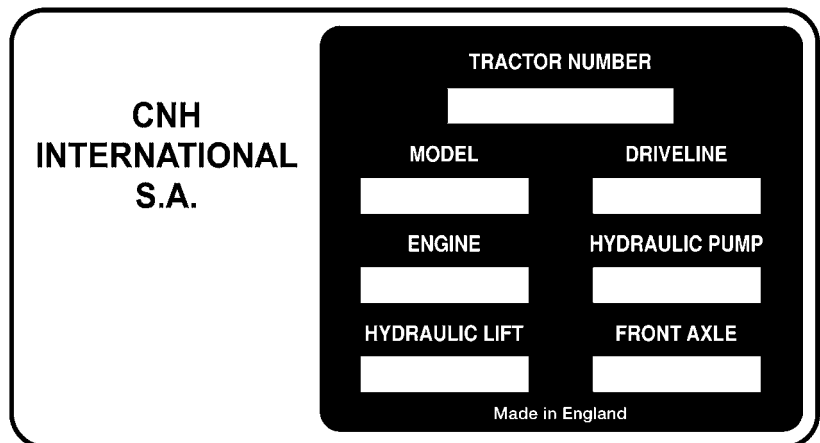 CNH
INTERNATIONAL
S.A.
TRACTOR NUMBER
MODEL
DRIVELINE
ENGINE
HYDRAULIC PUMP
HYDRAULIC LIFT
FRONT AXLE
Made in England